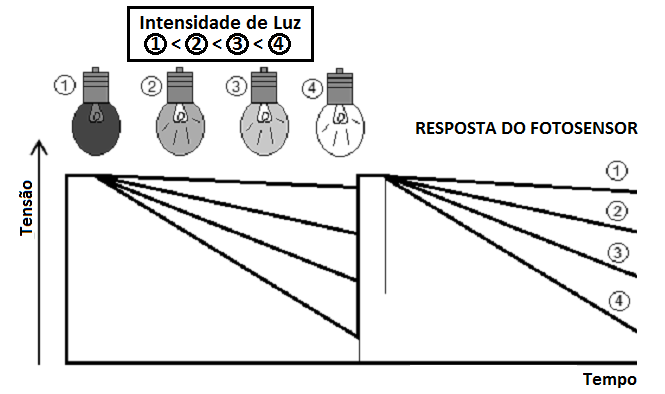 Intensidade de Luz
① < ② < ③ < ④
① ② ③ ④
RESPOSTA DO FOTOSENSOR
Tensão
①
②
③
④
Tempo